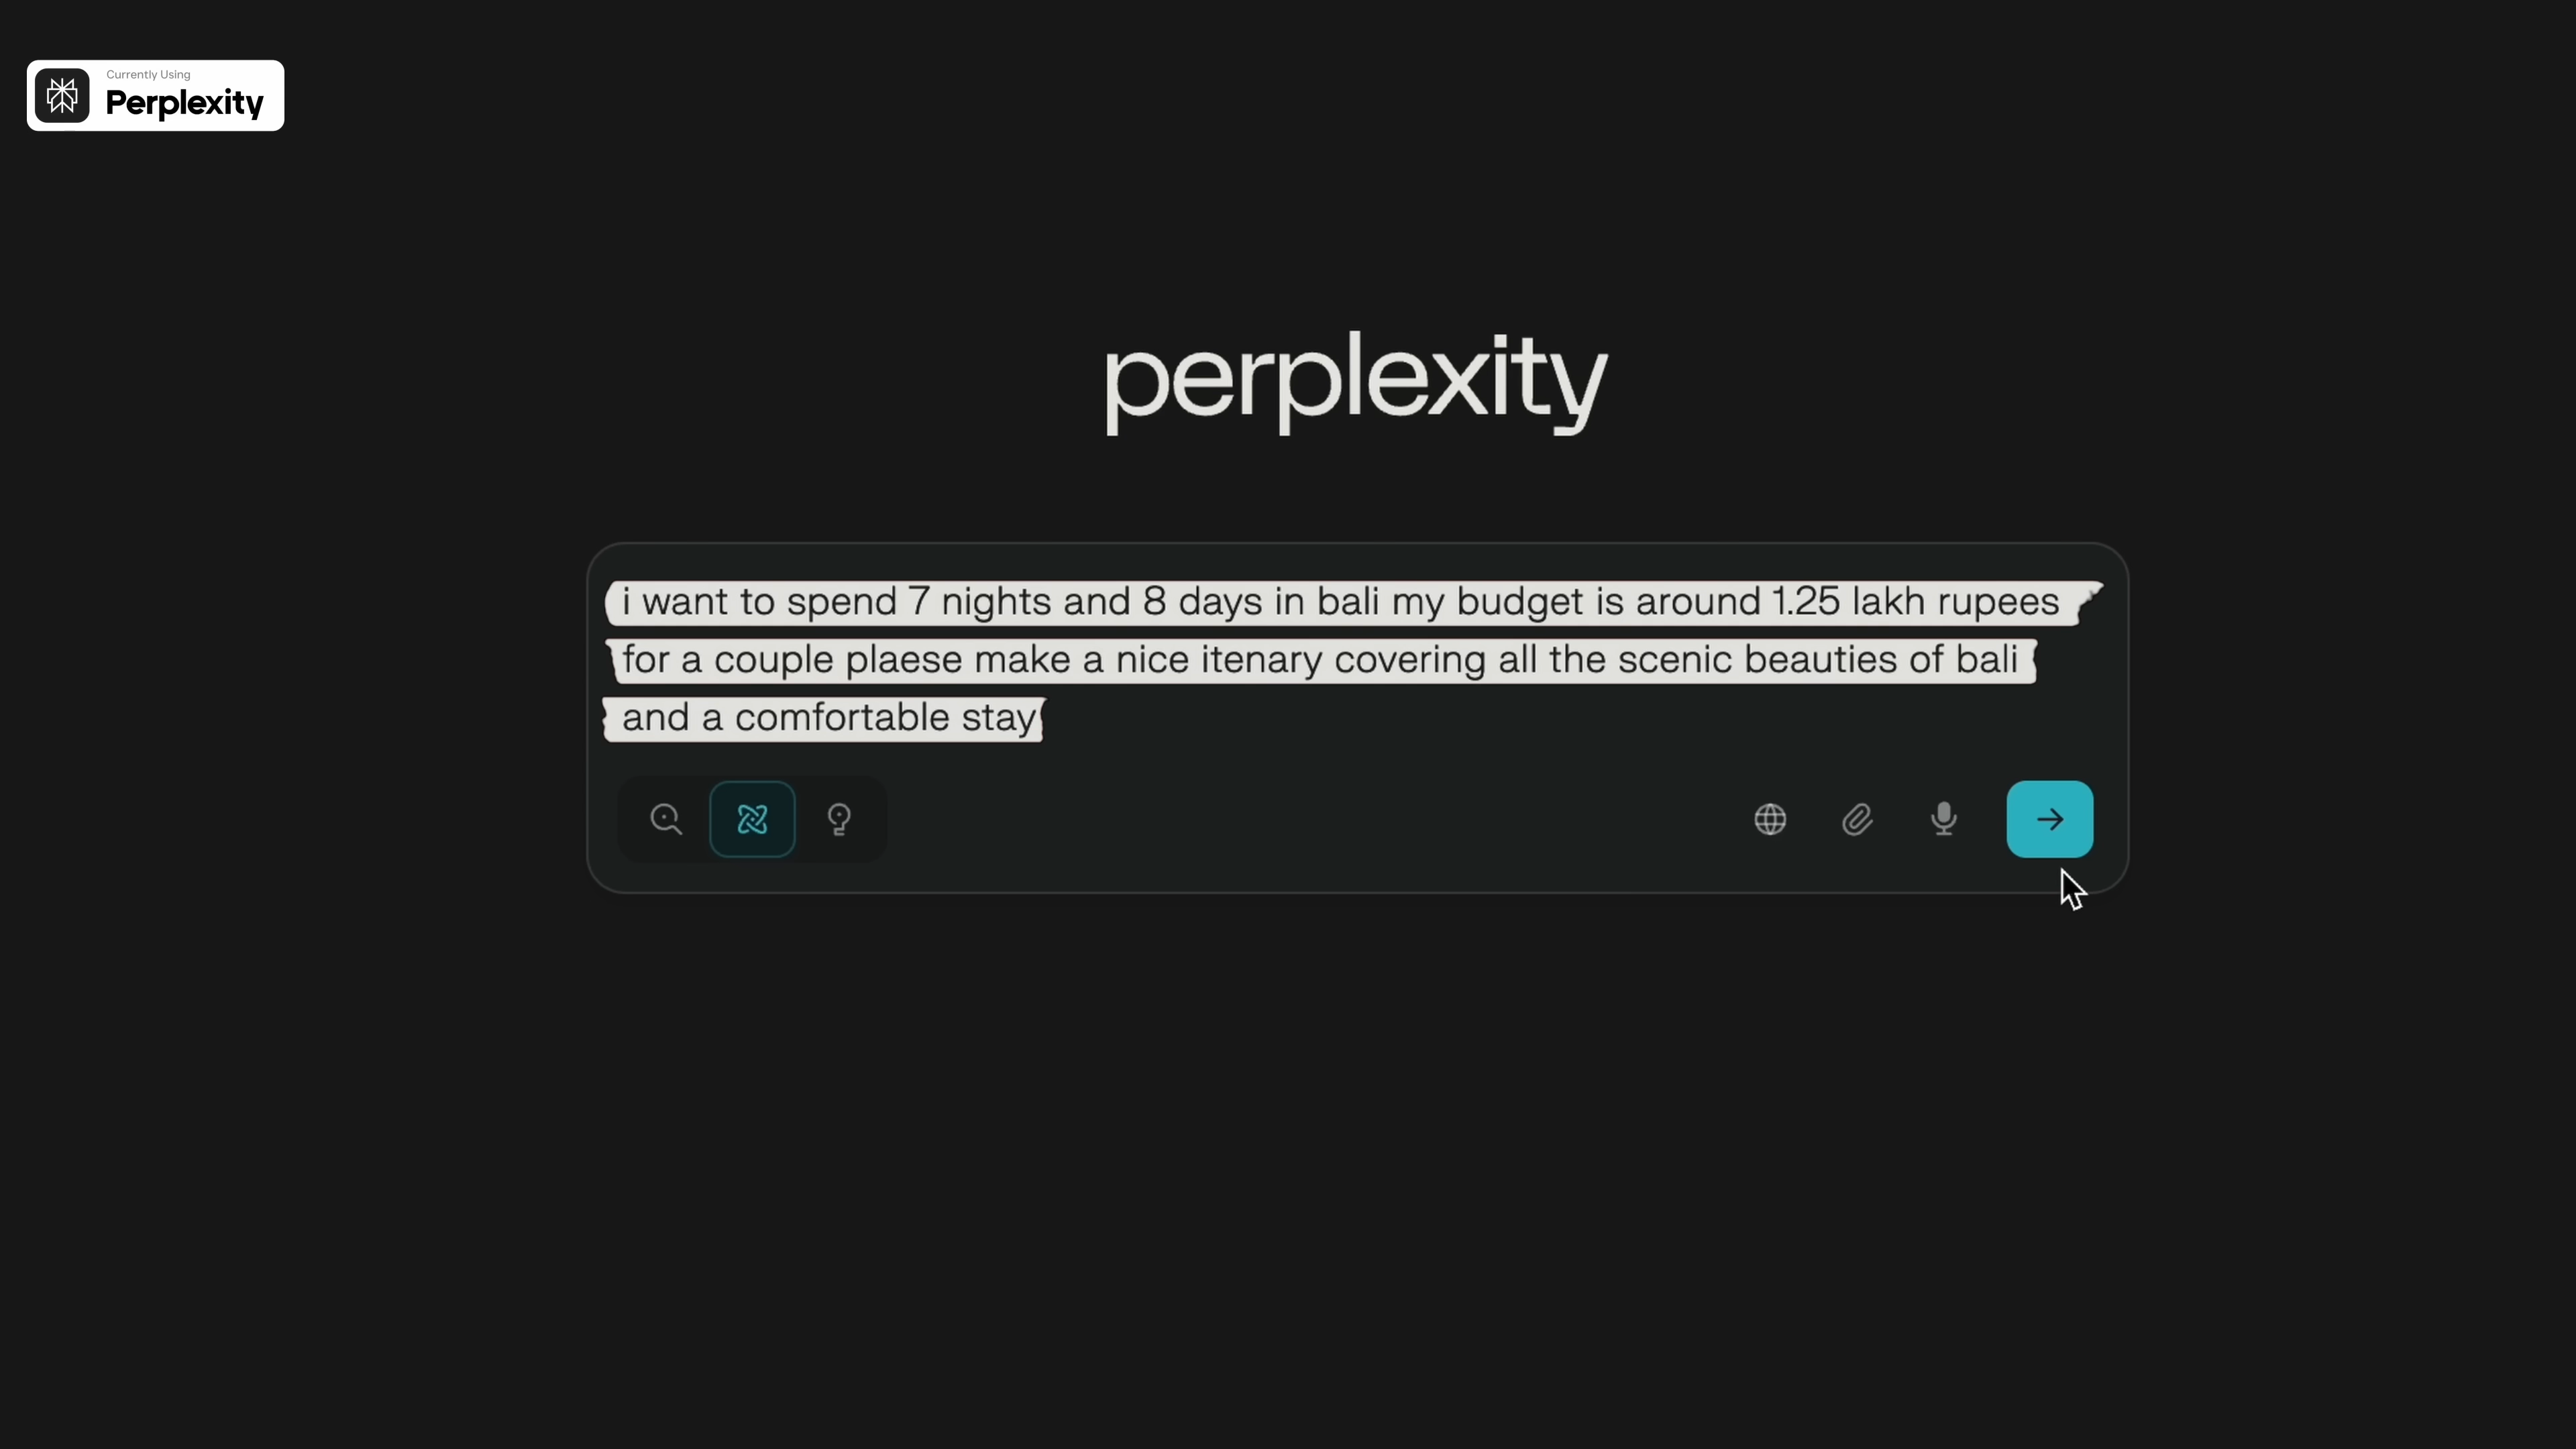 Currently Using
Perplexity
perplexity
i want to spend 7 nights and 8 days in bali my budget is around 1.25 lakh rupees
for a couple plaese make a nice itenary covering all the scenic beauties of bali
and a comfortable stay